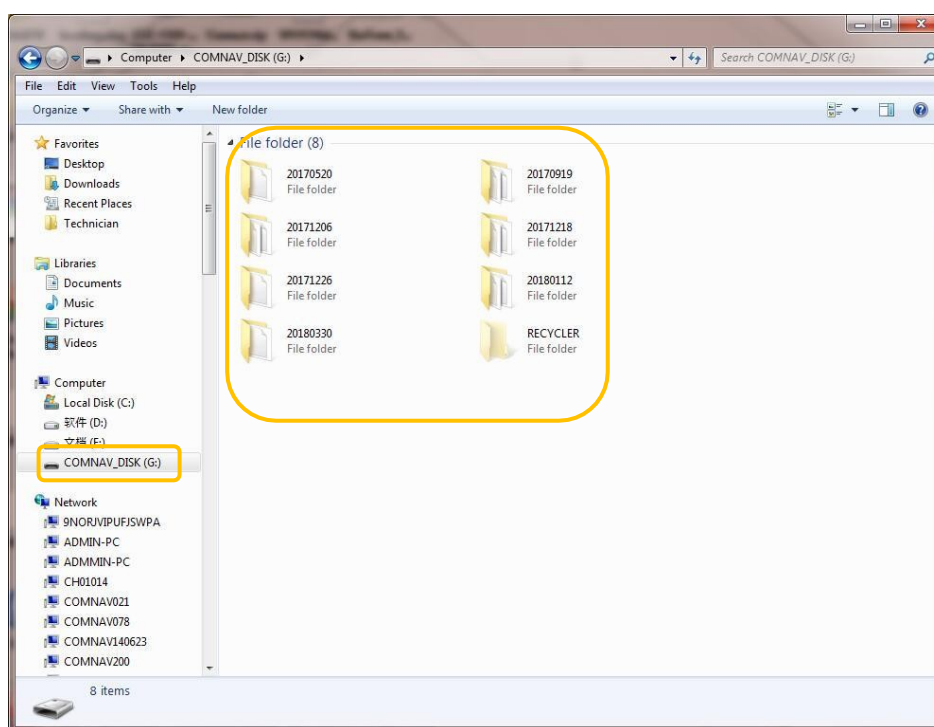 Computer ▸ COMNAV_DISK (G:) ▸
Search COMNAV_DISK (G:)
File Edit View Tools Help
Organize Share with New folder
Favorites
Desktop
Downloads
Recent Places
Technician
Libraries
Documents
Music
Pictures
Videos
Computer
Local Disk (C:)
软件 (D:)
文档 (F:)
COMNAV_DISK (G:)
Network
9NORJVIPUFJSWPA
ADMIN-PC
ADMMIN-PC
CH01014
COMNAV021
COMNAV078
COMNAV140623
COMNAV200
File folder (8)
20170520
File folder
20170919
File folder
20171206
File folder
20171218
File folder
20171226
File folder
20180112
File folder
20180330
File folder
RECYCLER
File folder
8 items